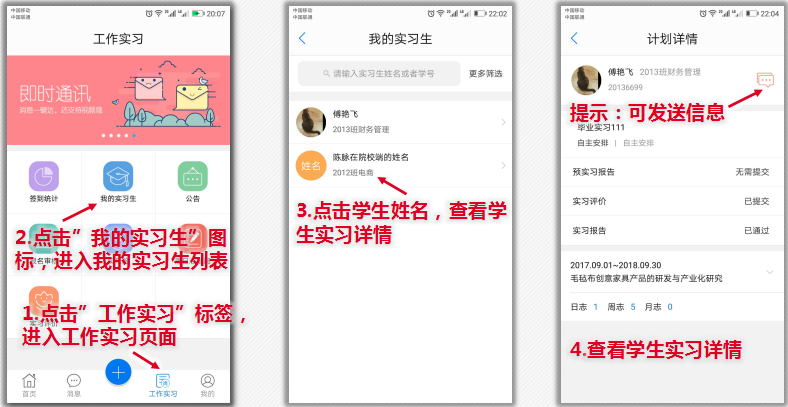 中国移动
中国联通
20:07
工作实习
即时通讯
消息一键达，远近皆能聊
签到统计
我的实习生
公告
2.点击”我的实习生”图
标，进入我的实习生列表
1.点击”工作实习”标签，
进入工作实习页面
首页
消息
工作实习
我的
中国移动
中国联通
22:02
我的实习生
请输入实习生姓名或者学号
更多筛选
傅艳飞
2013班财务管理
姓名
陈脉在院校端的姓名
2012班电商
3.点击学生姓名，查看学
生实习详情
中国移动
中国联通
22:04
计划详情
傅艳飞 2013班财务管理
20136699
提示：可发送信息
毕业实习111
自主安排 | 自主安排
预实习报告 无需提交
实习评价 已提交
实习报告 已通过
2017.09.01~2018.09.30
毛毡布创意家具产品的研发与产业化研究
日志 1 周志 5 月志 0
4.查看学生实习详情